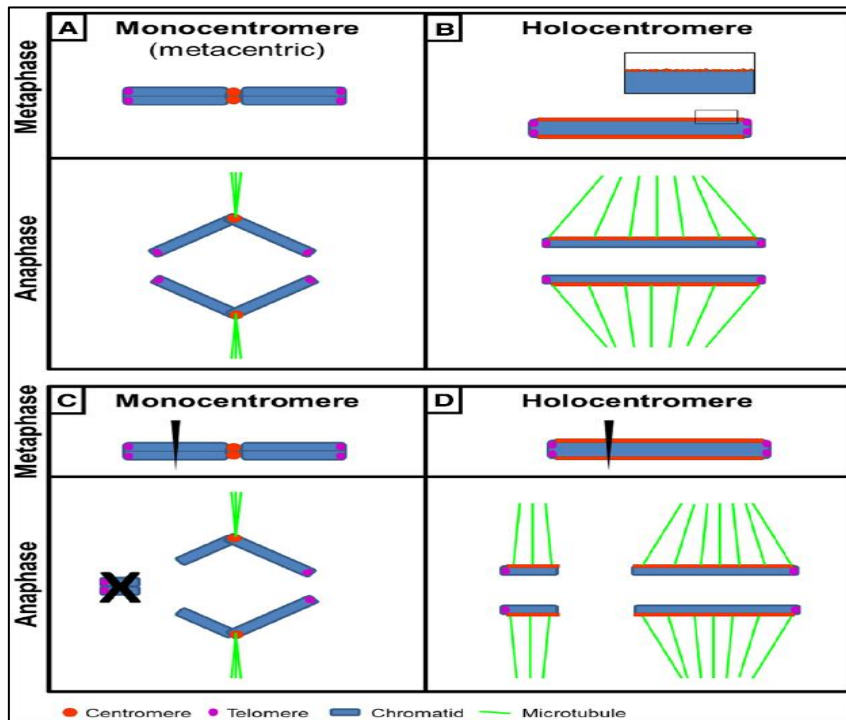 A
Monocentromere
(metacentric)
B
Holocentromere
Metaphase
Anaphase
C
Monocentromere
D
Holocentromere
Metaphase
Anaphase
Centromere Telomere Chromatid Microtubule